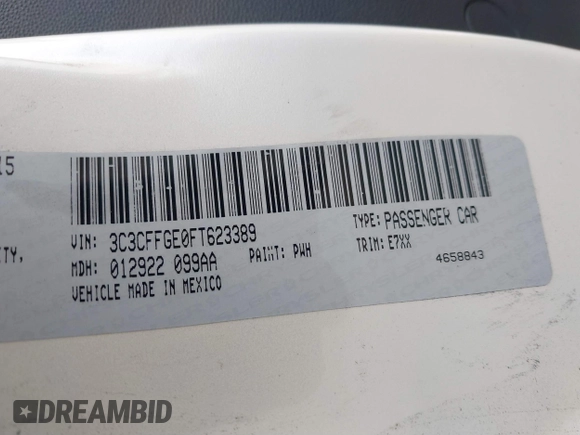 15
ITY,
VIN: 3C3CFFGE0FT623389
TYPE: PASSENGER CAR
MDH: 012922 099AA
PAINT: PWH
TRIM: E7XX
VEHICLE MADE IN MEXICO
4658843
DREAMBID